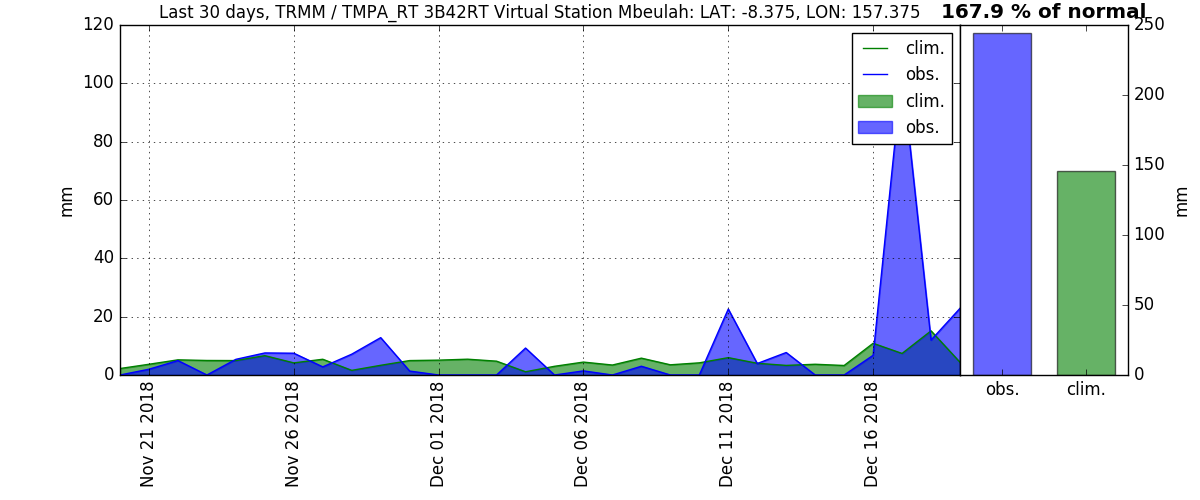 Last 30 days, TRMM / TMPA_RT 3B42RT Virtual Station Mbeulah: LAT: -8.375, LON: 157.375
167.9 % of normal
120
100
80
60
40
20
0
mm
clim.
obs.
clim.
obs.
Nov 21 2018
Nov 26 2018
Dec 01 2018
Dec 06 2018
Dec 11 2018
Dec 16 2018
250
200
150
100
50
0
mm
obs.
clim.